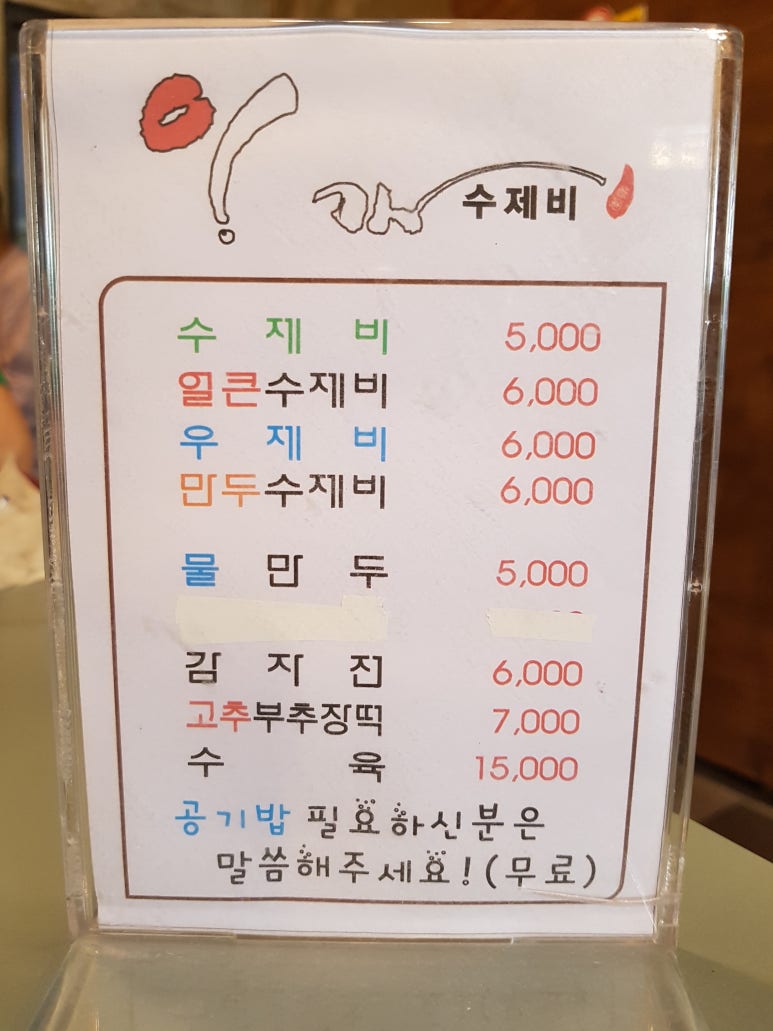 수제비
수제비 5,000
얼큰수제비 6,000
우제비 6,000
만두수제비 6,000
물만두 5,000
감자전 6,000
고추부추장떡 7,000
수육 15,000
공기밥 필요하신분은
말씀해주세요! (무료)